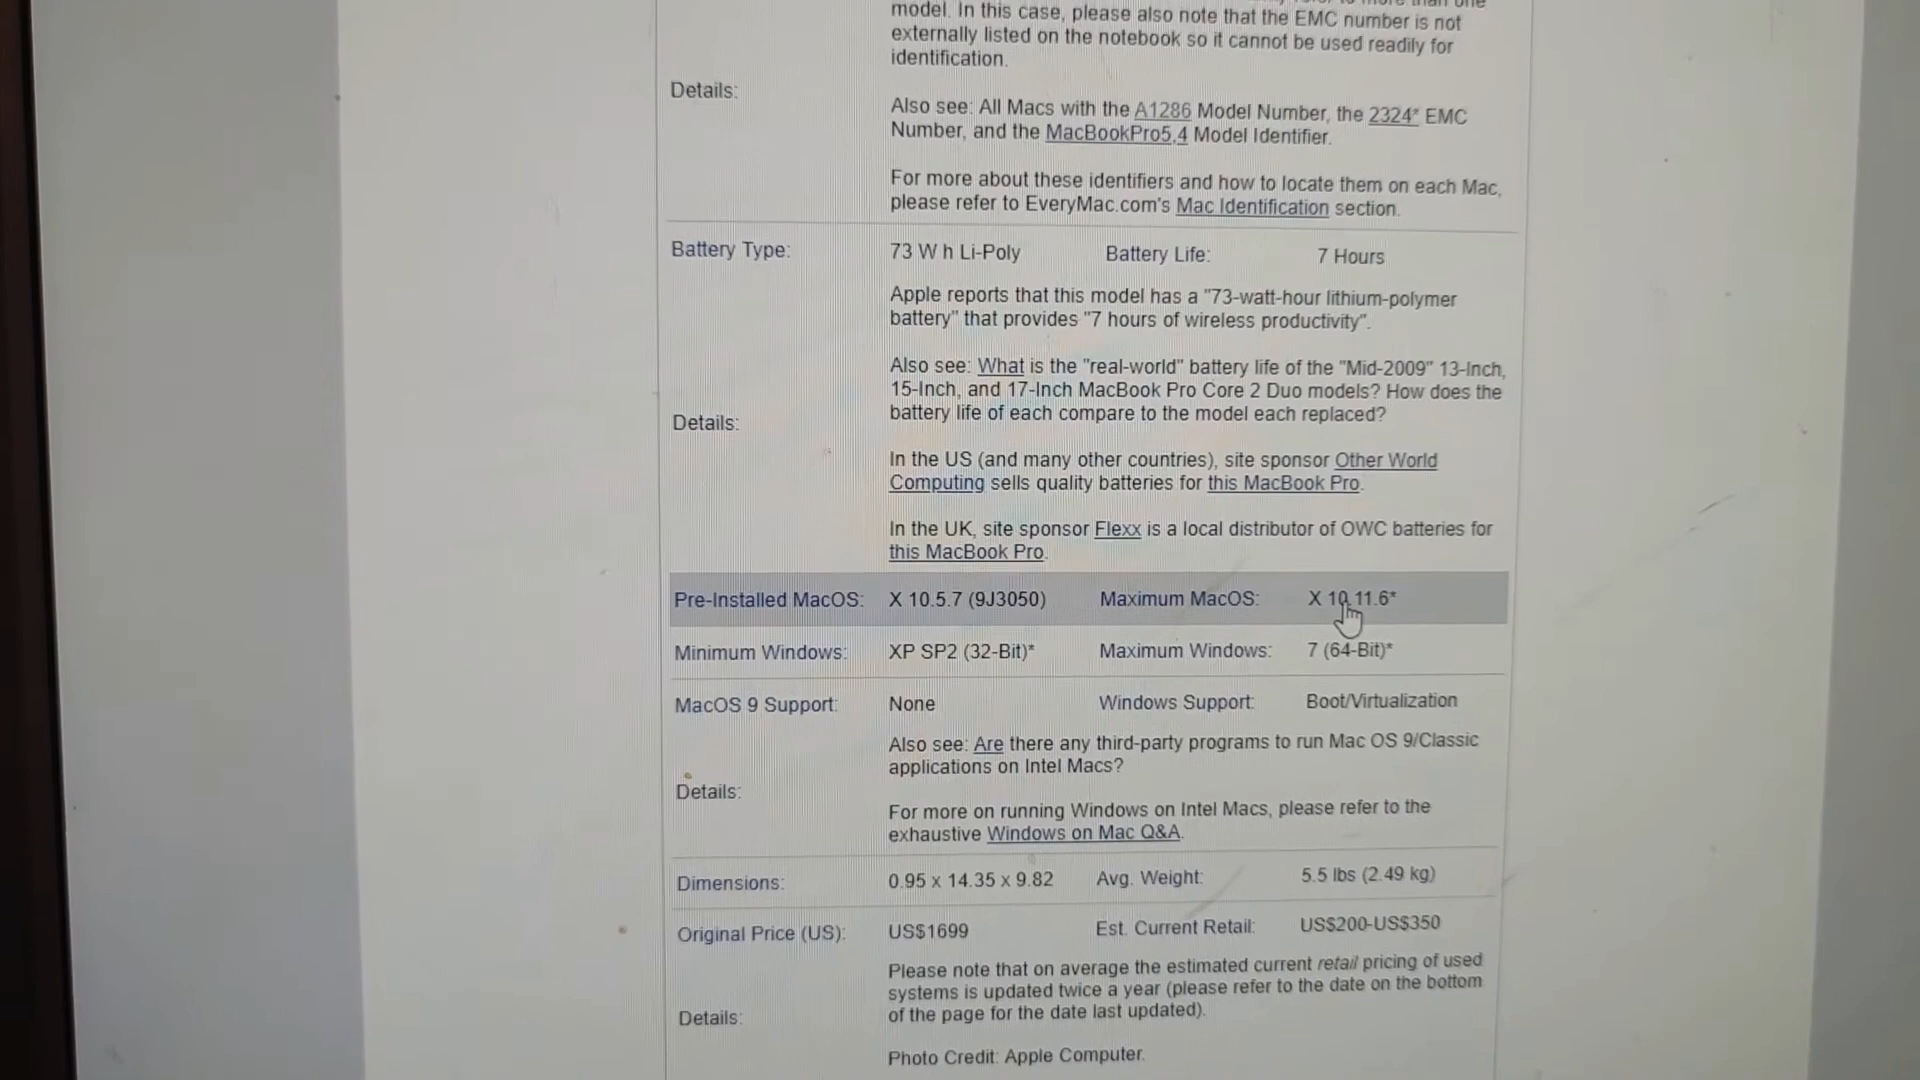 model. In this case, please also note that the EMC number is not
externally listed on the notebook so it cannot be used readily for
identification.
Details:
Also see: All Macs with the A1286 Model Number, the 2324* EMC
Number, and the MacBookPro5,4 Model Identifier.
For more about these identifiers and how to locate them on each Mac,
please refer to EveryMac.com's Mac Identification section.
Battery Type: 73 W h Li-Poly Battery Life: 7 Hours
Apple reports that this model has a "73-watt-hour lithium-polymer
battery" that provides "7 hours of wireless productivity".
Also see: What is the "real-world" battery life of the "Mid-2009" 13-Inch,
15-Inch, and 17-Inch MacBook Pro Core 2 Duo models? How does the
battery life of each compare to the model each replaced?
Details:
In the US (and many other countries), site sponsor Other World
Computing sells quality batteries for this MacBook Pro.
In the UK, site sponsor Flexx is a local distributor of OWC batteries for
this MacBook Pro.
Pre-Installed MacOS: X 10.5.7 (9J3050) Maximum MacOS: X 10.11.6*
Minimum Windows: XP SP2 (32-Bit)* Maximum Windows: 7 (64-Bit)*
MacOS 9 Support: None Windows Support: Boot/Virtualization
Also see: Are there any third-party programs to run Mac OS 9/Classic
applications on Intel Macs?
Details:
For more on running Windows on Intel Macs, please refer to the
exhaustive Windows on Mac Q&A.
Dimensions: 0.95 x 14.35 x 9.82 Avg. Weight: 5.5 lbs (2.49 kg)
Original Price (US): US$1699 Est. Current Retail: US$200-US$350
Please note that on average the estimated current retail pricing of used
systems is updated twice a year (please refer to the date on the bottom
of the page for the date last updated).
Details:
Photo Credit: Apple Computer.